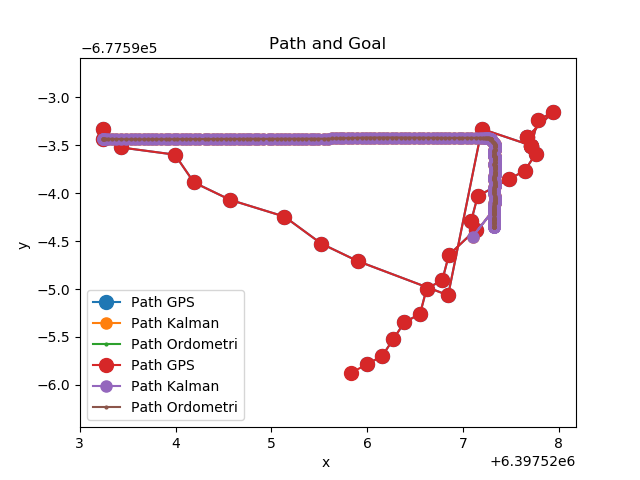 Path and Goal
−6.7759e5
−3.0
−3.5
−4.0
−4.5
−5.0
−5.5
−6.0
y
Path GPS
Path Kalman
Path Ordometri
Path GPS
Path Kalman
Path Ordometri
3 4 5 6 7 8
x
+6.39752e6